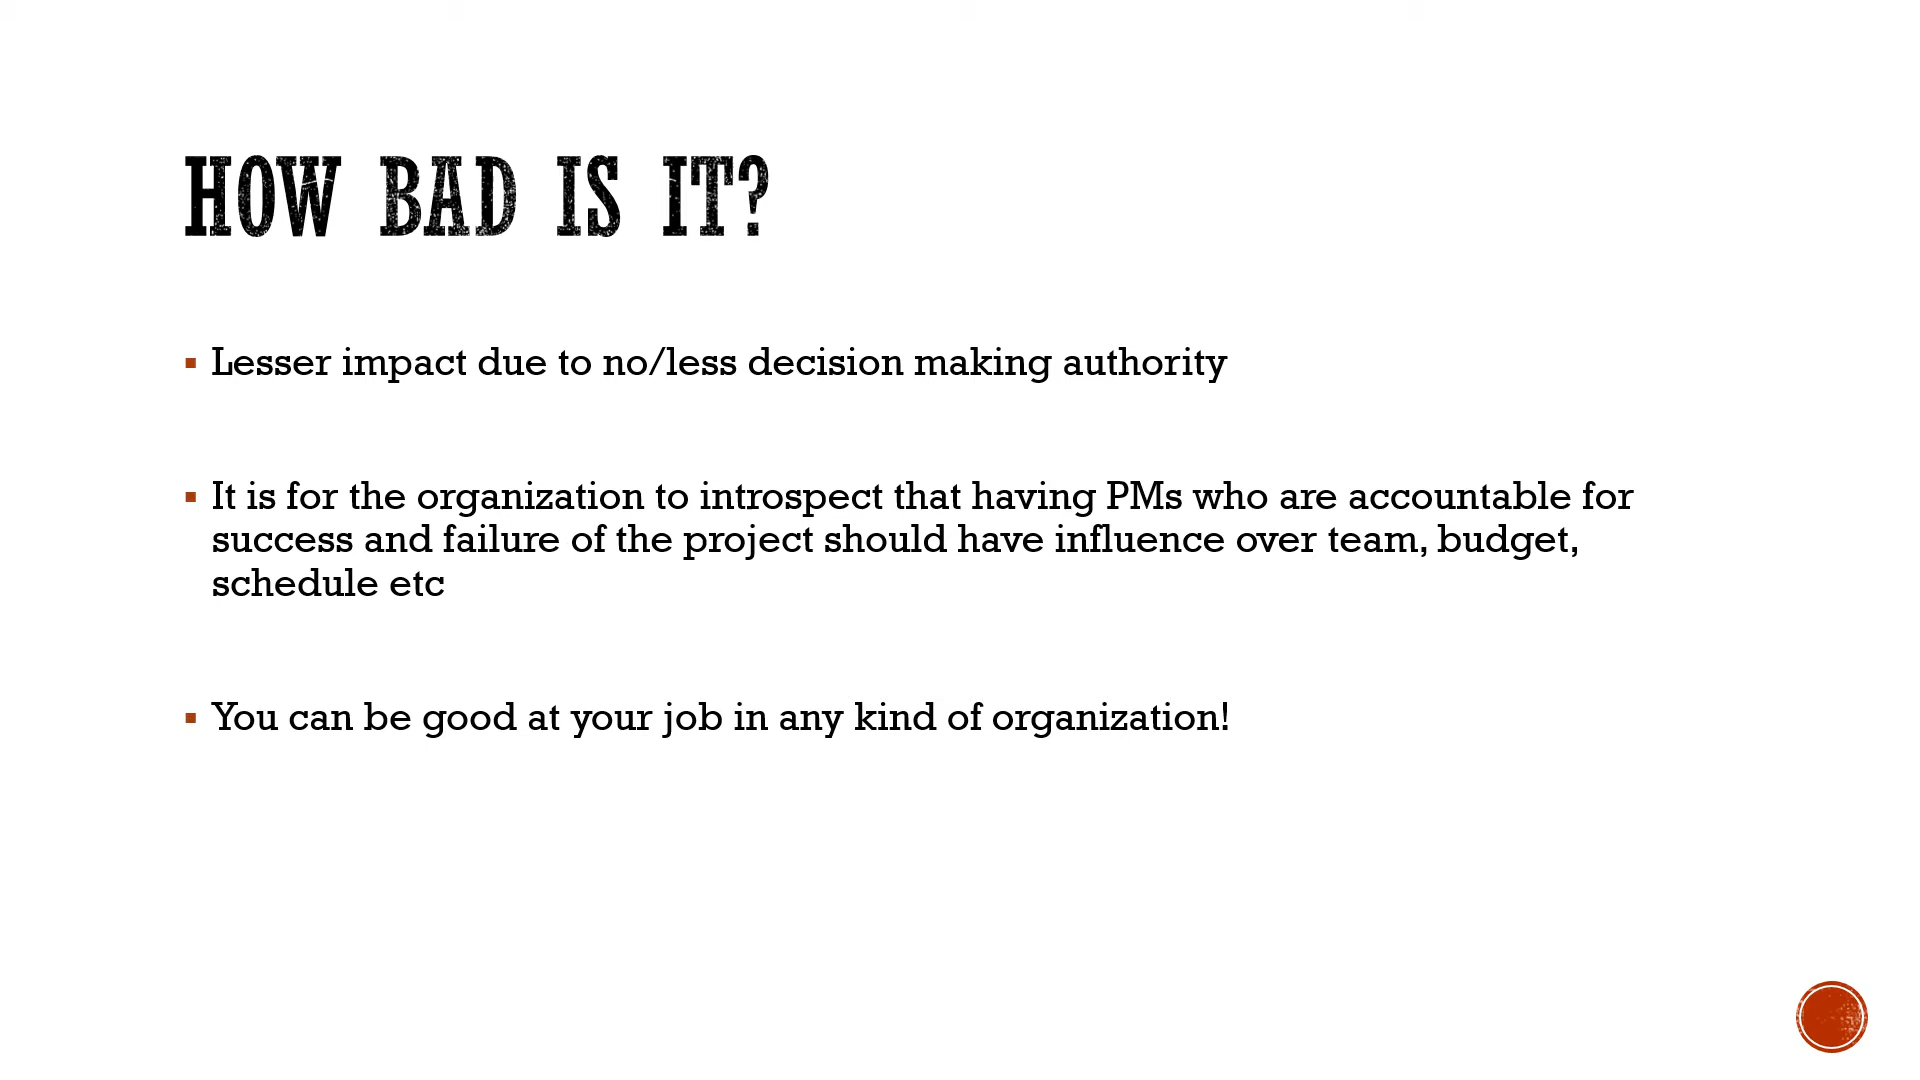 HOW BAD IS IT?
▪ Lesser impact due to no/less decision making authority
▪ It is for the organization to introspect that having PMs who are accountable for
success and failure of the project should have influence over team, budget,
schedule etc
▪ You can be good at your job in any kind of organization!